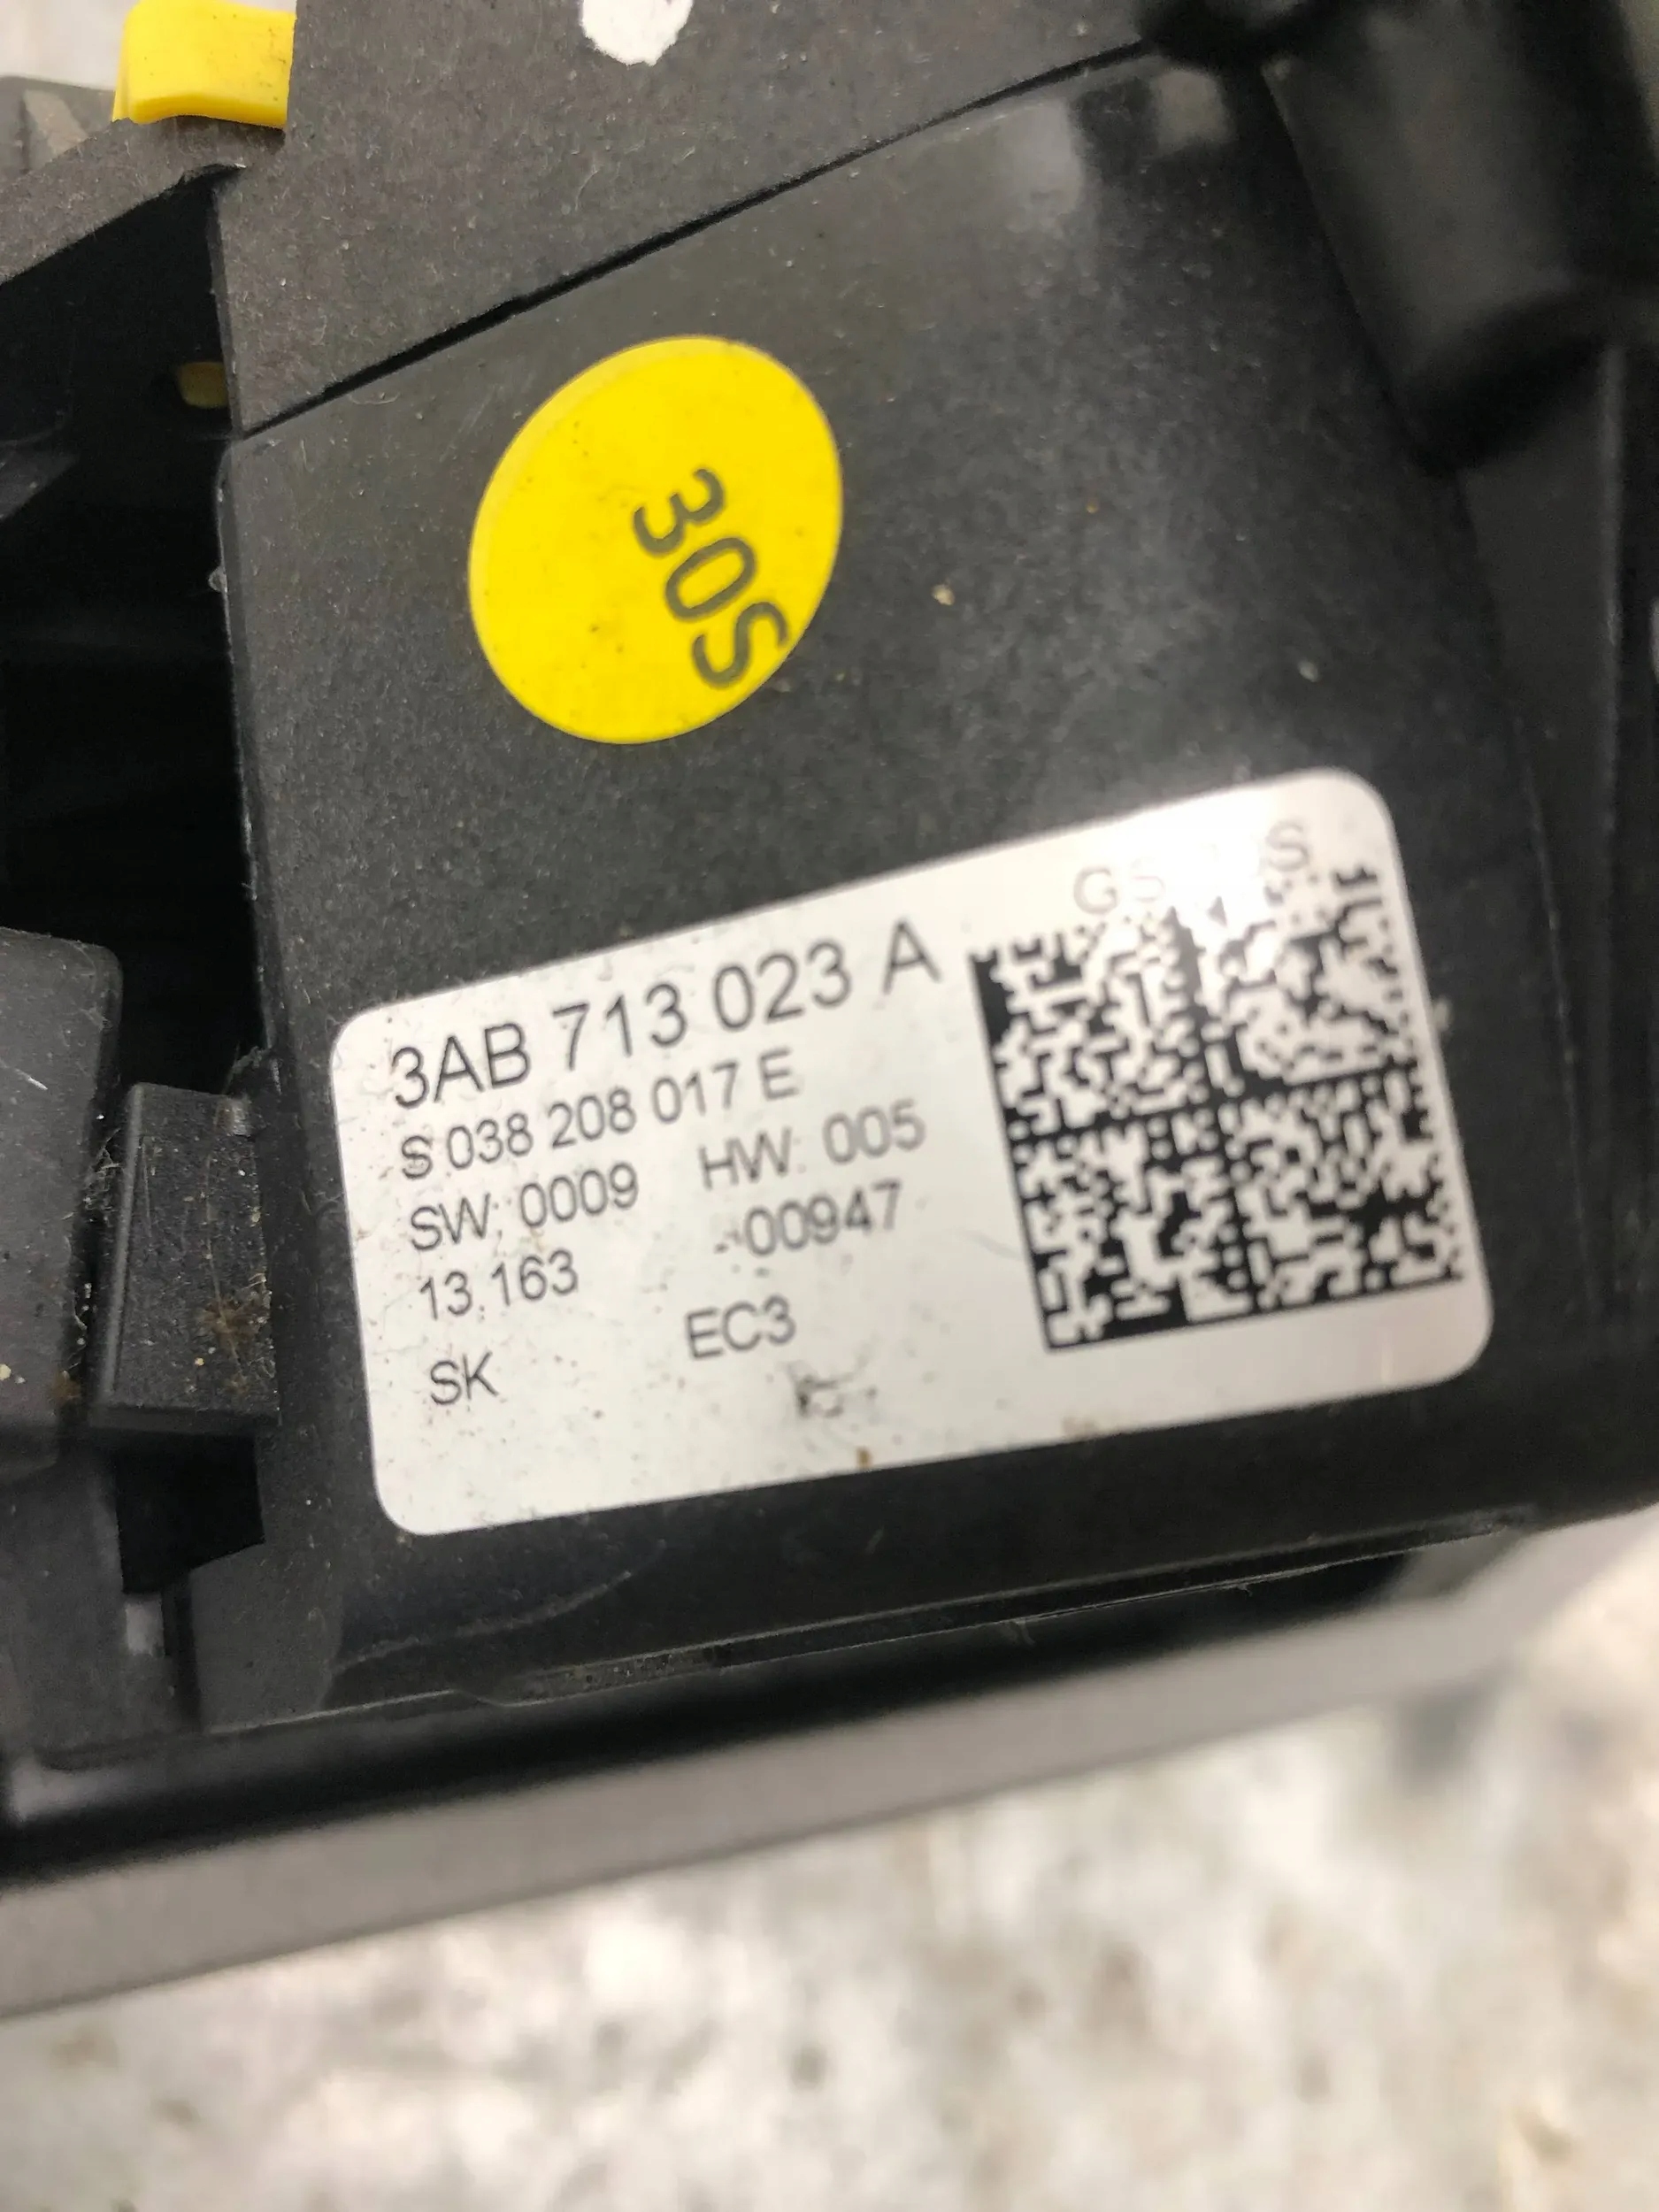 30S
3AB 713 023 A
S 038 208 017 E
SW: 0009 HW: 005
13.163 00947
SK EC3